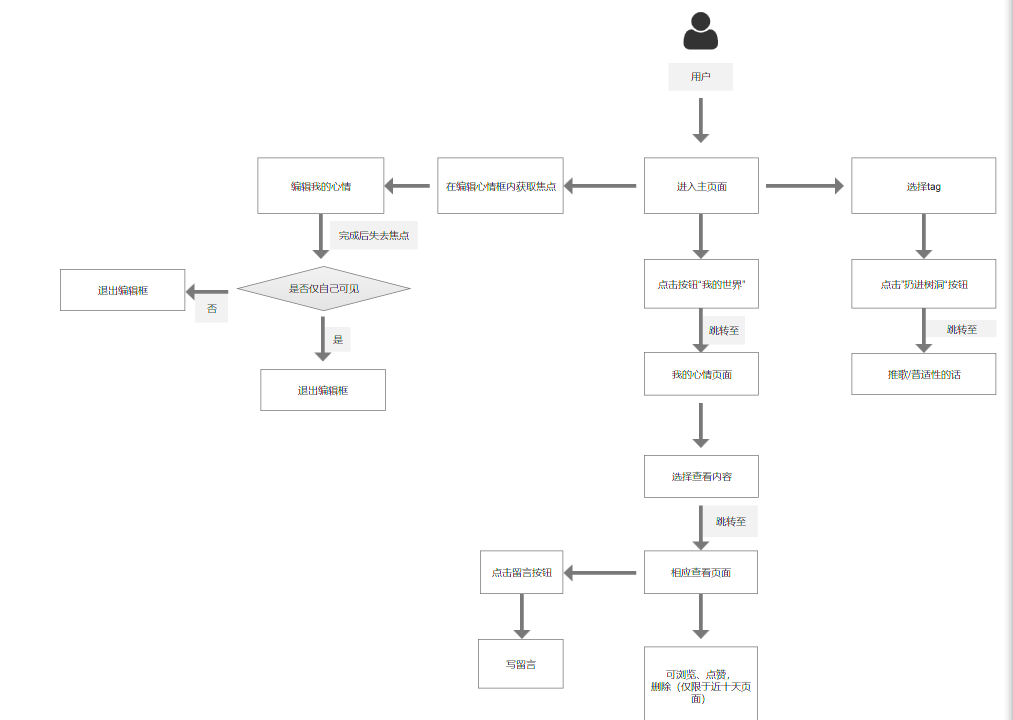 用户
编辑我的心情
在编辑心情框内获取焦点
进入主页面
选择tag
完成后失去焦点
退出编辑框
否
是否仅自己可见
点击按钮"我的世界"
点击"扔进树洞"按钮
是
跳转至
跳转至
退出编辑框
我的心情页面
推歌/普适性的话
选择查看内容
跳转至
点击留言按钮
相应查看页面
写留言
可浏览、点赞，
删除（仅限于近十天页
面）